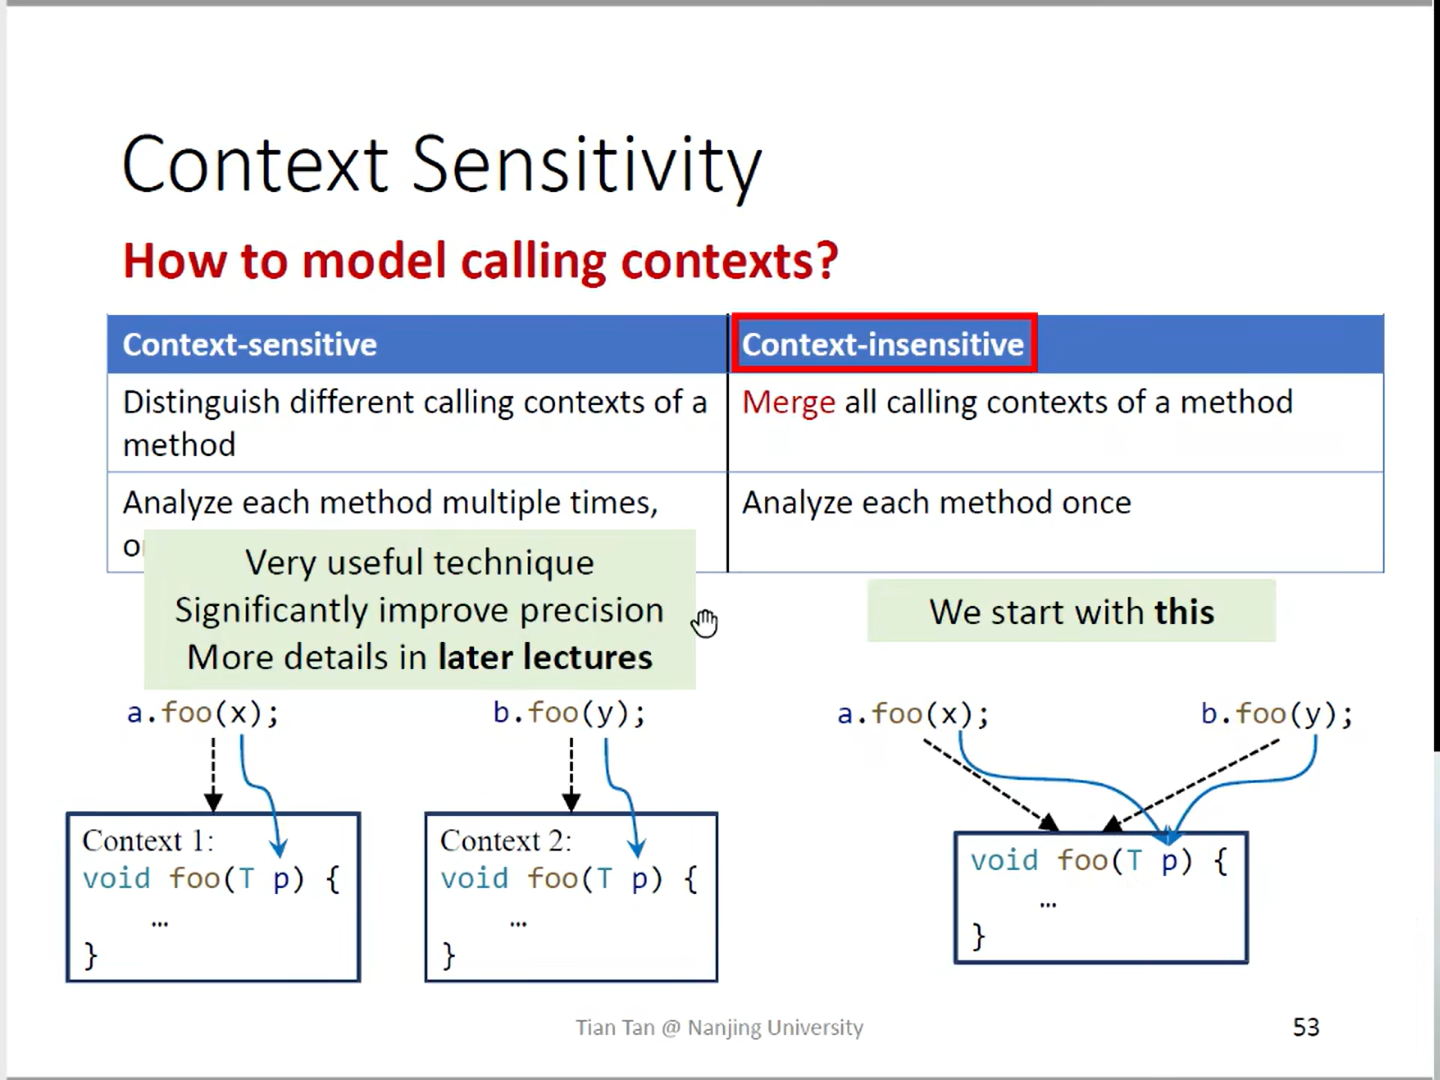 Context Sensitivity
How to model calling contexts?
Context-sensitive
Context-insensitive
Distinguish different calling contexts of a
method
Merge all calling contexts of a method
Analyze each method multiple times,
Analyze each method once
Very useful technique
Significantly improve precision
More details in later lectures
We start with this
a.foo(x);
b.foo(y);
a.foo(x);
b.foo(y);
Context 1:
void foo(T p) {
…
}
Context 2:
void foo(T p) {
…
}
void foo(T p) {
…
}
Tian Tan @ Nanjing University
53